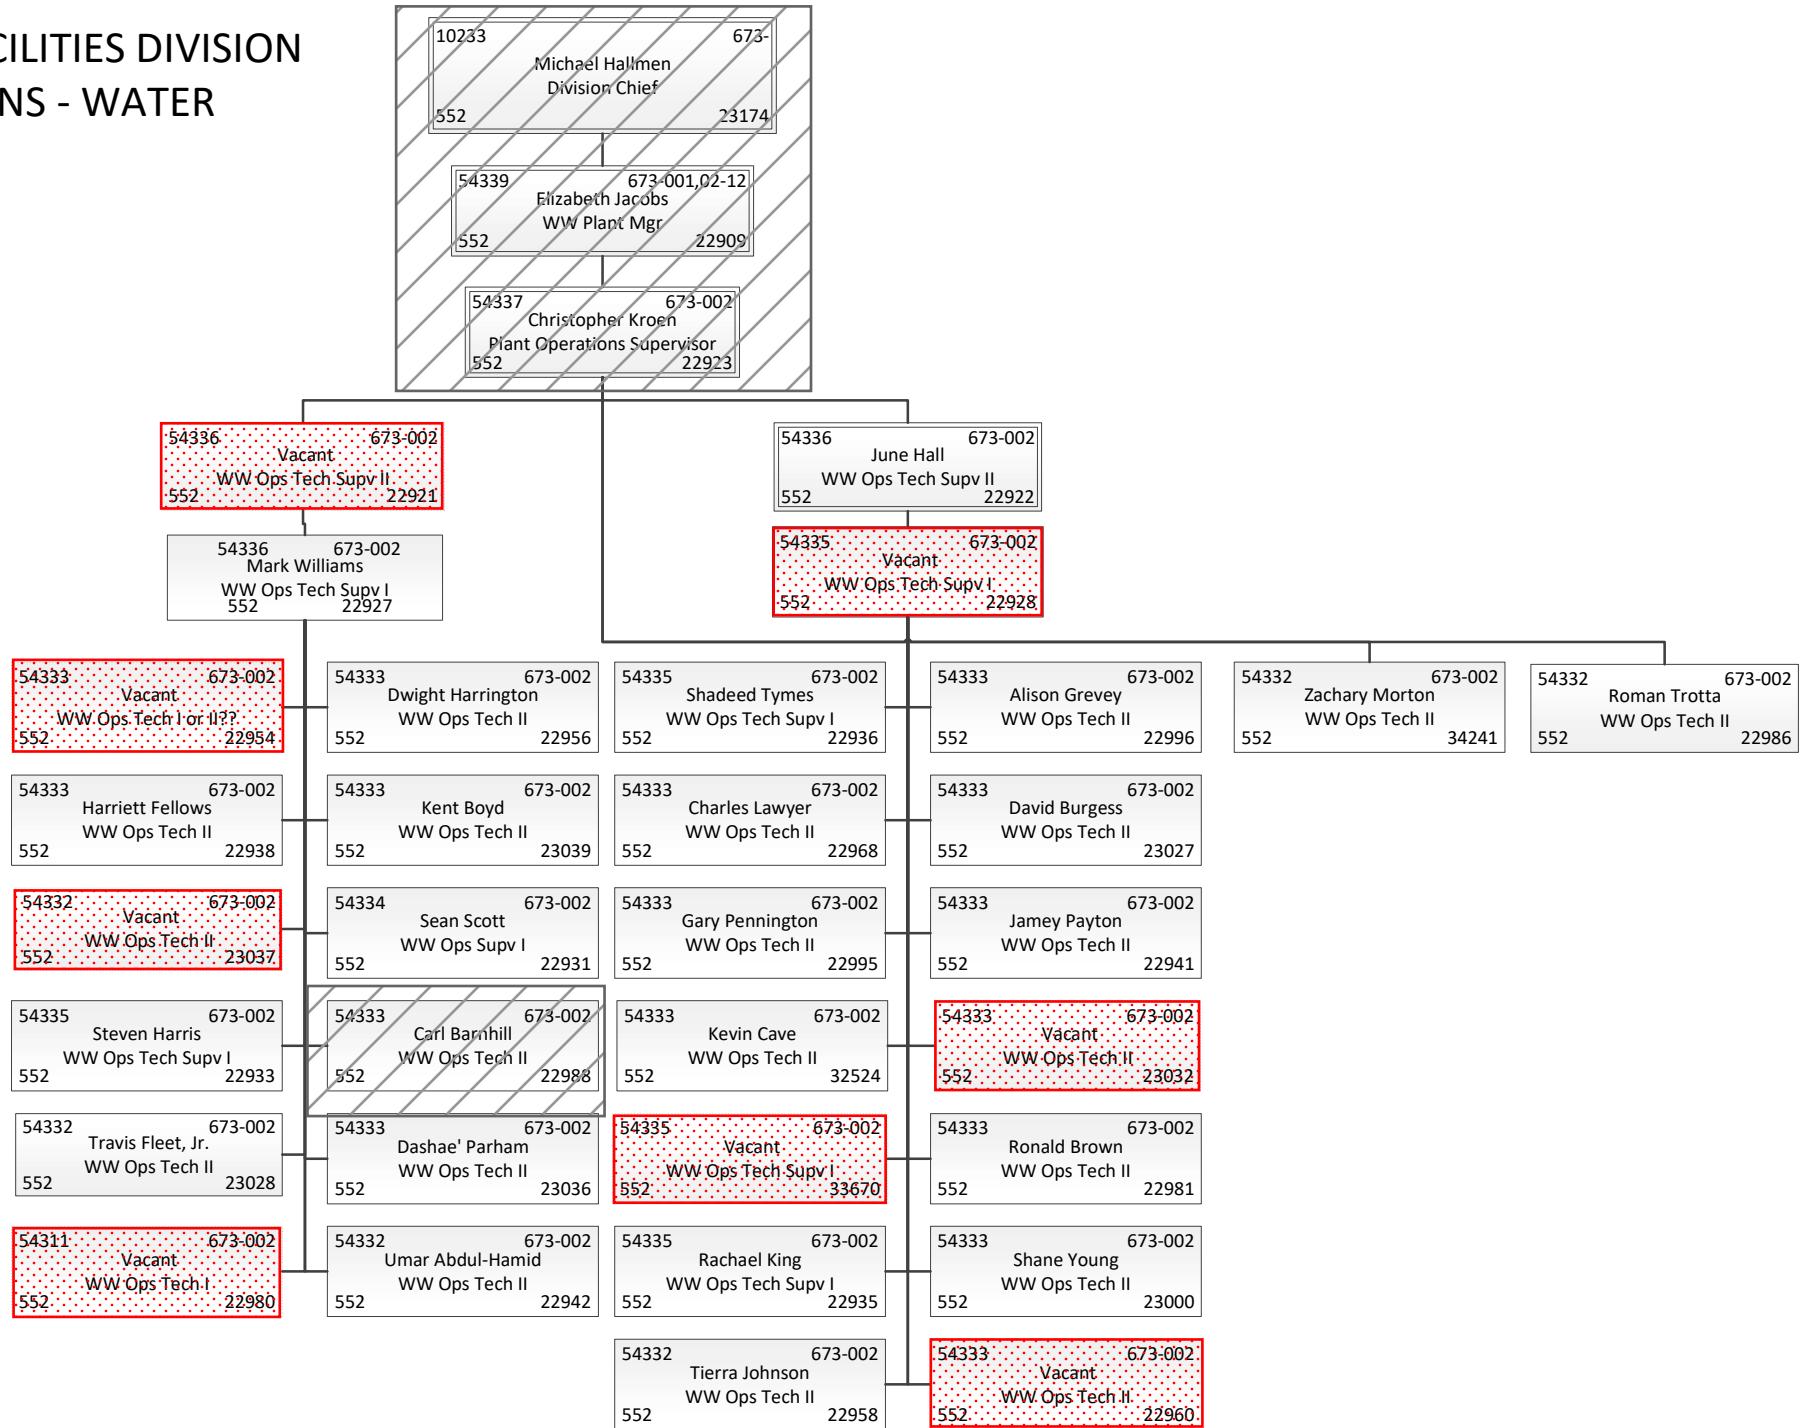 CILITIES DIVISION
NS - WATER
10233 673-
Michael Hallmen
Division Chief
552 23174
54339 673-001,02-12
Elizabeth Jacobs
WW Plant Mgr
552 22909
54337 673-002
Christopher Kroen
Plant Operations Supervisor
552 22923
54336 673-002
Vacant
WW Ops Tech Supv II
552 22921
54336 673-002
June Hall
WW Ops Tech Supv II
552 22922
54336 673-002
Mark Williams
WW Ops Tech Supv I
552 22927
54335 673-002
Vacant
WW Ops Tech Supv I
552 22928
54333 673-002
Vacant
WW Ops Tech I or II??
552 22954
54333 673-002
Dwight Harrington
WW Ops Tech II
552 22956
54335 673-002
Shadeed Tymes
WW Ops Tech Supv I
552 22936
54333 673-002
Alison Grevey
WW Ops Tech II
552 22996
54332 673-002
Zachary Morton
WW Ops Tech II
552 34241
54332 673-002
Roman Trotta
WW Ops Tech II
552 22986
54333 673-002
Harriett Fellows
WW Ops Tech II
552 22938
54333 673-002
Kent Boyd
WW Ops Tech II
552 23039
54333 673-002
Charles Lawyer
WW Ops Tech II
552 22968
54333 673-002
David Burgess
WW Ops Tech II
552 23027
54332 673-002
Vacant
WW Ops Tech II
552 23037
54334 673-002
Sean Scott
WW Ops Supv I
552 22931
54333 673-002
Gary Pennington
WW Ops Tech II
552 22995
54333 673-002
Jamey Payton
WW Ops Tech II
552 22941
54335 673-002
Steven Harris
WW Ops Tech Supv I
552 22933
54333 673-002
Carl Barnhill
WW Ops Tech II
552 22988
54333 673-002
Kevin Cave
WW Ops Tech II
552 32524
54333 673-002
Vacant
WW Ops Tech II
552 23032
54332 673-002
Travis Fleet, Jr.
WW Ops Tech II
552 23028
54333 673-002
Dashae' Parham
WW Ops Tech II
552 23036
54335 673-002
Vacant
WW Ops Tech Supv I
552 33670
54333 673-002
Ronald Brown
WW Ops Tech II
552 22981
54311 673-002
Vacant
WW Ops Tech I
552 22980
54332 673-002
Umar Abdul-Hamid
WW Ops Tech II
552 22942
54335 673-002
Rachael King
WW Ops Tech Supv I
552 22935
54333 673-002
Shane Young
WW Ops Tech II
552 23000
54332 673-002
Tierra Johnson
WW Ops Tech II
552 22958
54333 673-002
Vacant
WW Ops Tech II
552 22960